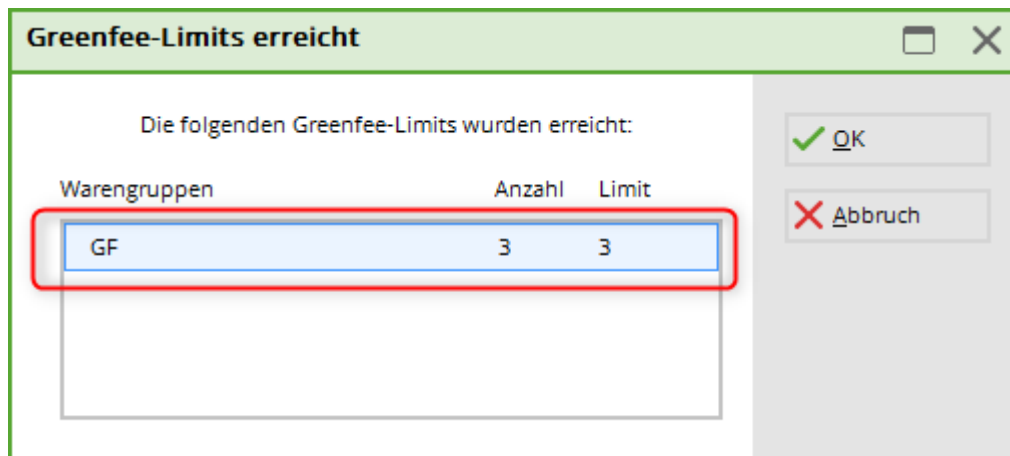 Greenfee-Limits erreicht
Die folgenden Greenfee-Limits wurden erreicht:
OK
Warengruppen Anzahl Limit
Abbruch
GF 3 3